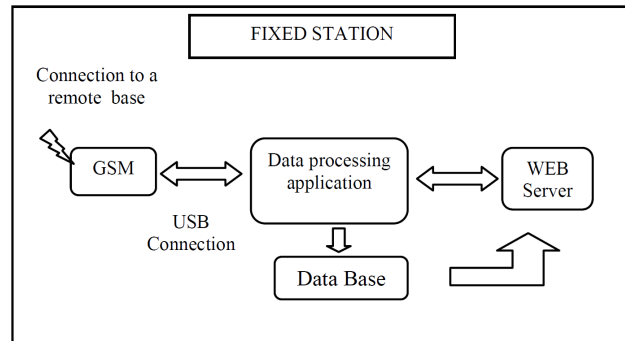 FIXED STATION
Connection to a
remote base
GSM
USB
Connection
Data processing
application
WEB
Server
Data Base